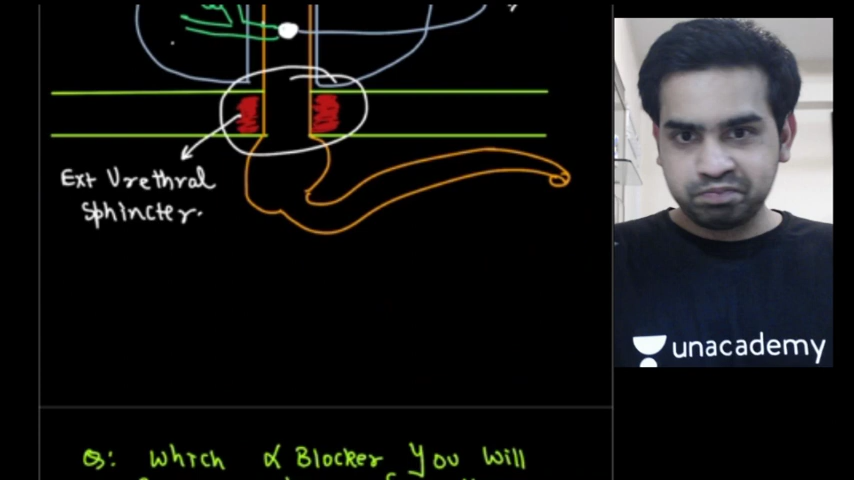 Ext Urethral
Sphincter.
unacademy
Q: Which α Blocker You Will